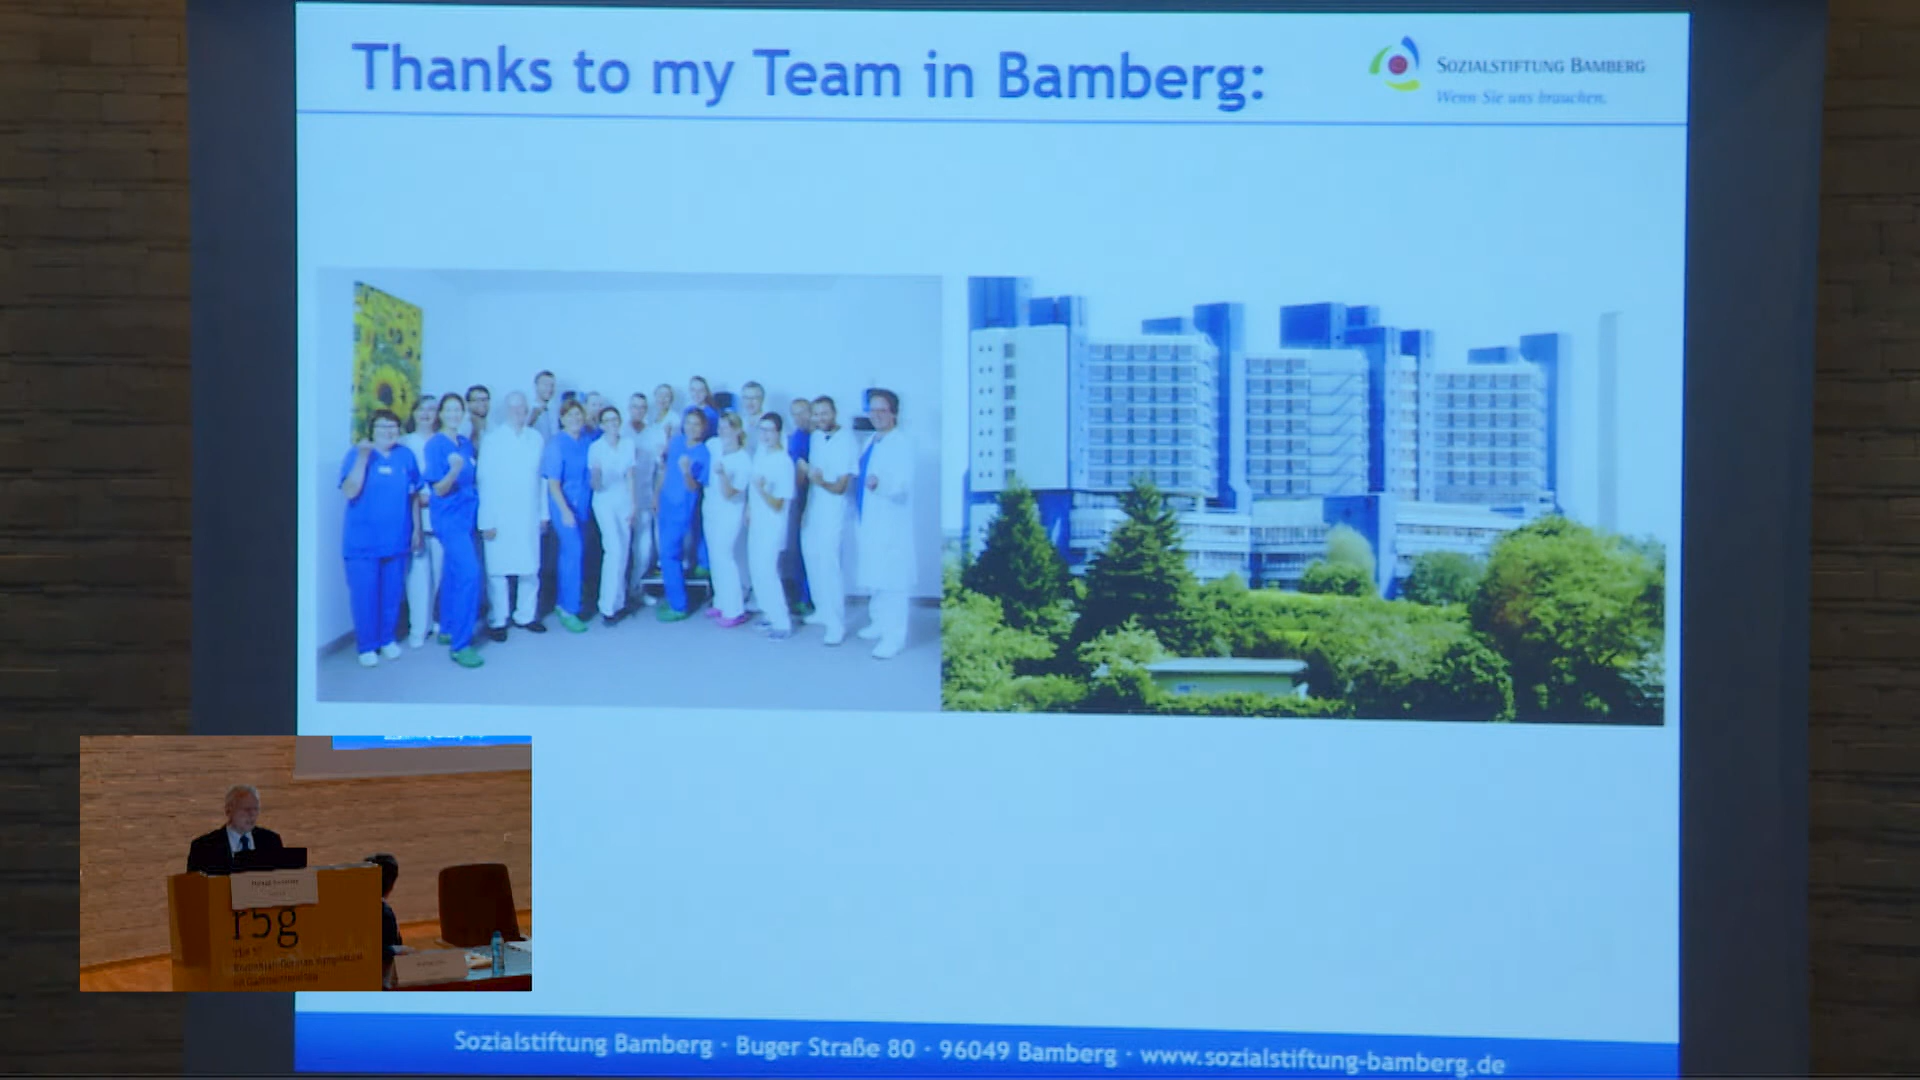 Thanks to my Team in Bamberg:
SOZIALSTIFTUNG BAMBERG
Wenn Sie uns brauchen.
r5g
Sozialstiftung Bamberg · Buger Straße 80 · 96049 Bamberg · www.sozialstiftung-bamberg.de